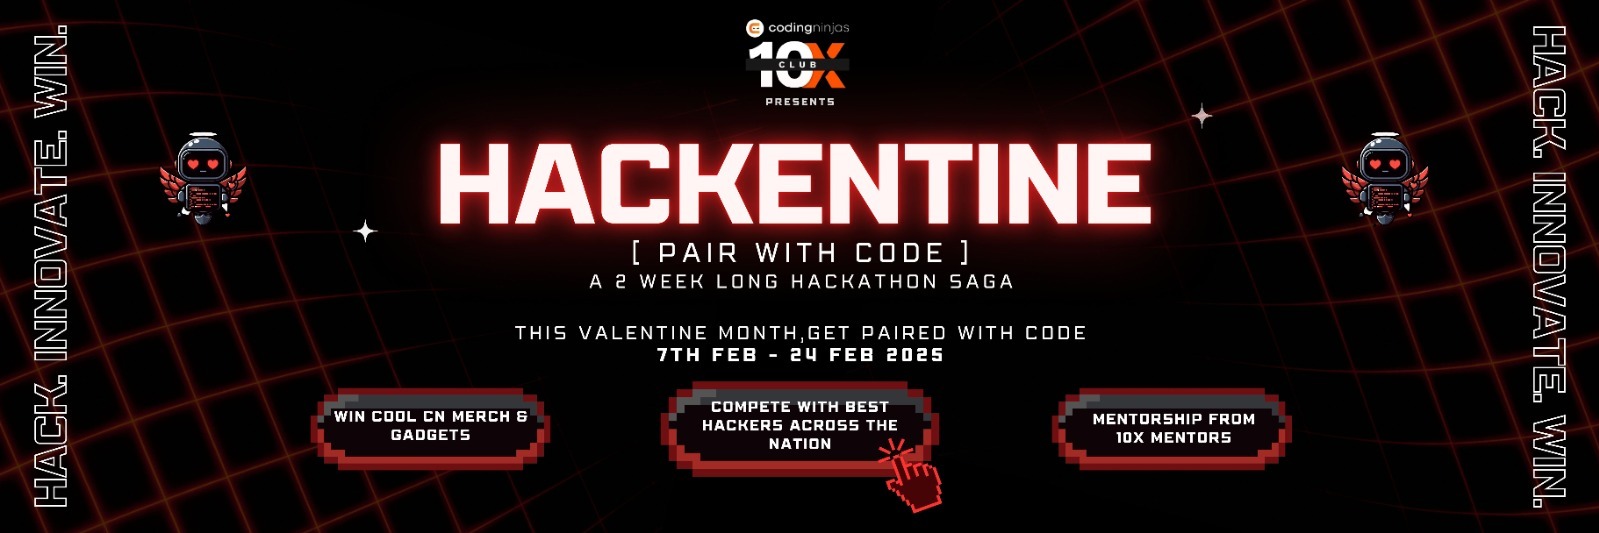 HACK. INNOVATE. WIN.
codingninjas
10X
CLUB
PRESENTS
HACKENTINE
[ PAIR WITH CODE ]
A 2 WEEK LONG HACKATHON SAGA
THIS VALENTINE MONTH,GET PAIRED WITH CODE
7TH FEB - 24 FEB 2025
WIN COOL CN MERCH &
GADGETS
COMPETE WITH BEST
HACKERS ACROSS THE
NATION
MENTORSHIP FROM
10X MENTORS
HACK. INNOVATE. WIN.